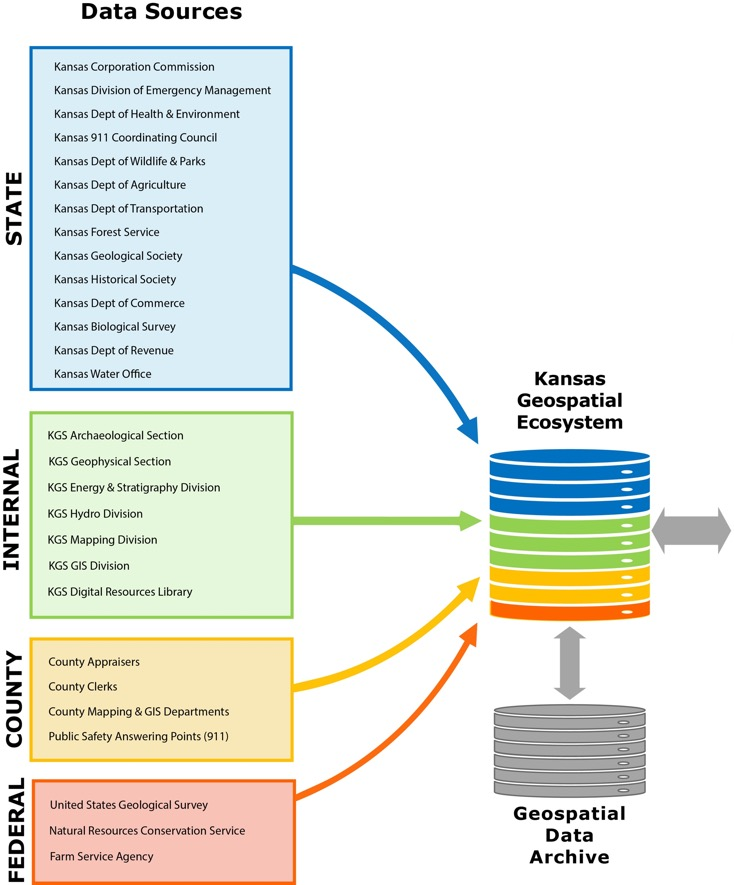 Data Sources
STATE
Kansas Corporation Commission
Kansas Division of Emergency Management
Kansas Dept of Health & Environment
Kansas 911 Coordinating Council
Kansas Dept of Wildlife & Parks
Kansas Dept of Agriculture
Kansas Dept of Transportation
Kansas Forest Service
Kansas Geological Society
Kansas Historical Society
Kansas Dept of Commerce
Kansas Biological Survey
Kansas Dept of Revenue
Kansas Water Office
INTERNAL
KGS Archaeological Section
KGS Geophysical Section
KGS Energy & Stratigraphy Division
KGS Hydro Division
KGS Mapping Division
KGS GIS Division
KGS Digital Resources Library
COUNTY
County Appraisers
County Clerks
County Mapping & GIS Departments
Public Safety Answering Points (911)
FEDERAL
United States Geological Survey
Natural Resources Conservation Service
Farm Service Agency
Kansas
Geospatial
Ecosystem
Geospatial
Data
Archive